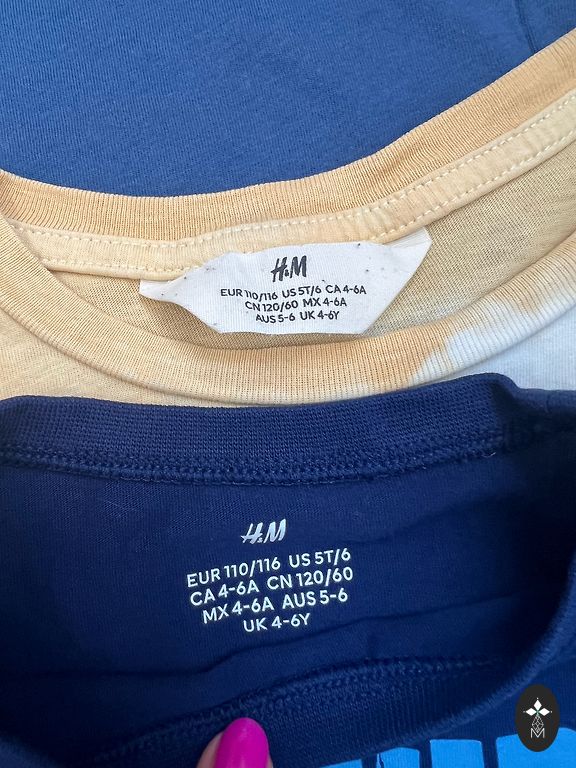 H&M
EUR 110/116 US 5T/6 CA 4-6A
CN 120/60 MX 4-6A
AUS 5-6 UK 4-6Y
H&M
EUR 110/116 US 5T/6
CA 4-6A CN 120/60
MX 4-6A AUS 5-6
UK 4-6Y
M